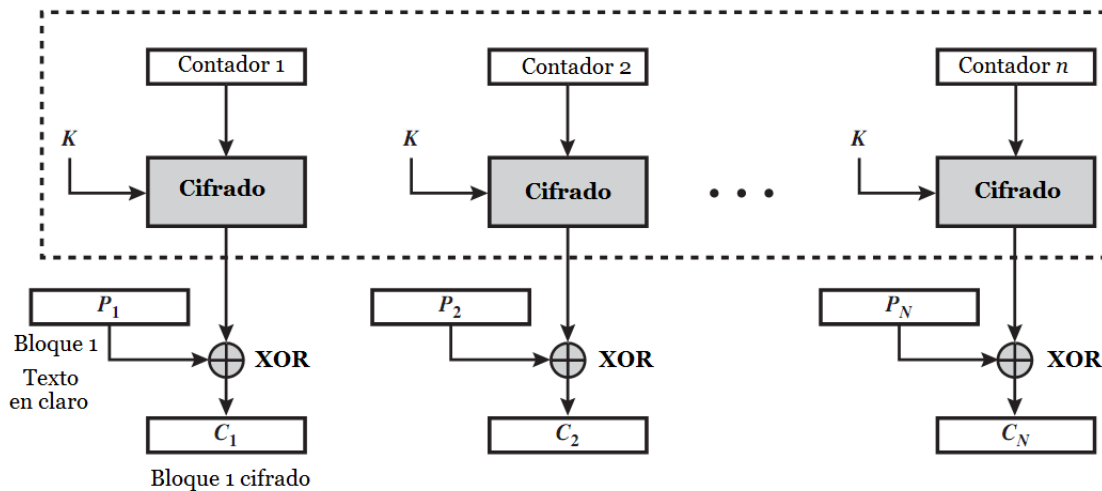 Contador 1
Contador 2
Contador n
K
K
K
Cifrado
Cifrado
• • •
Cifrado
P1
P2
PN
Bloque 1
XOR
XOR
XOR
Texto
en claro
C1
C2
CN
Bloque 1 cifrado